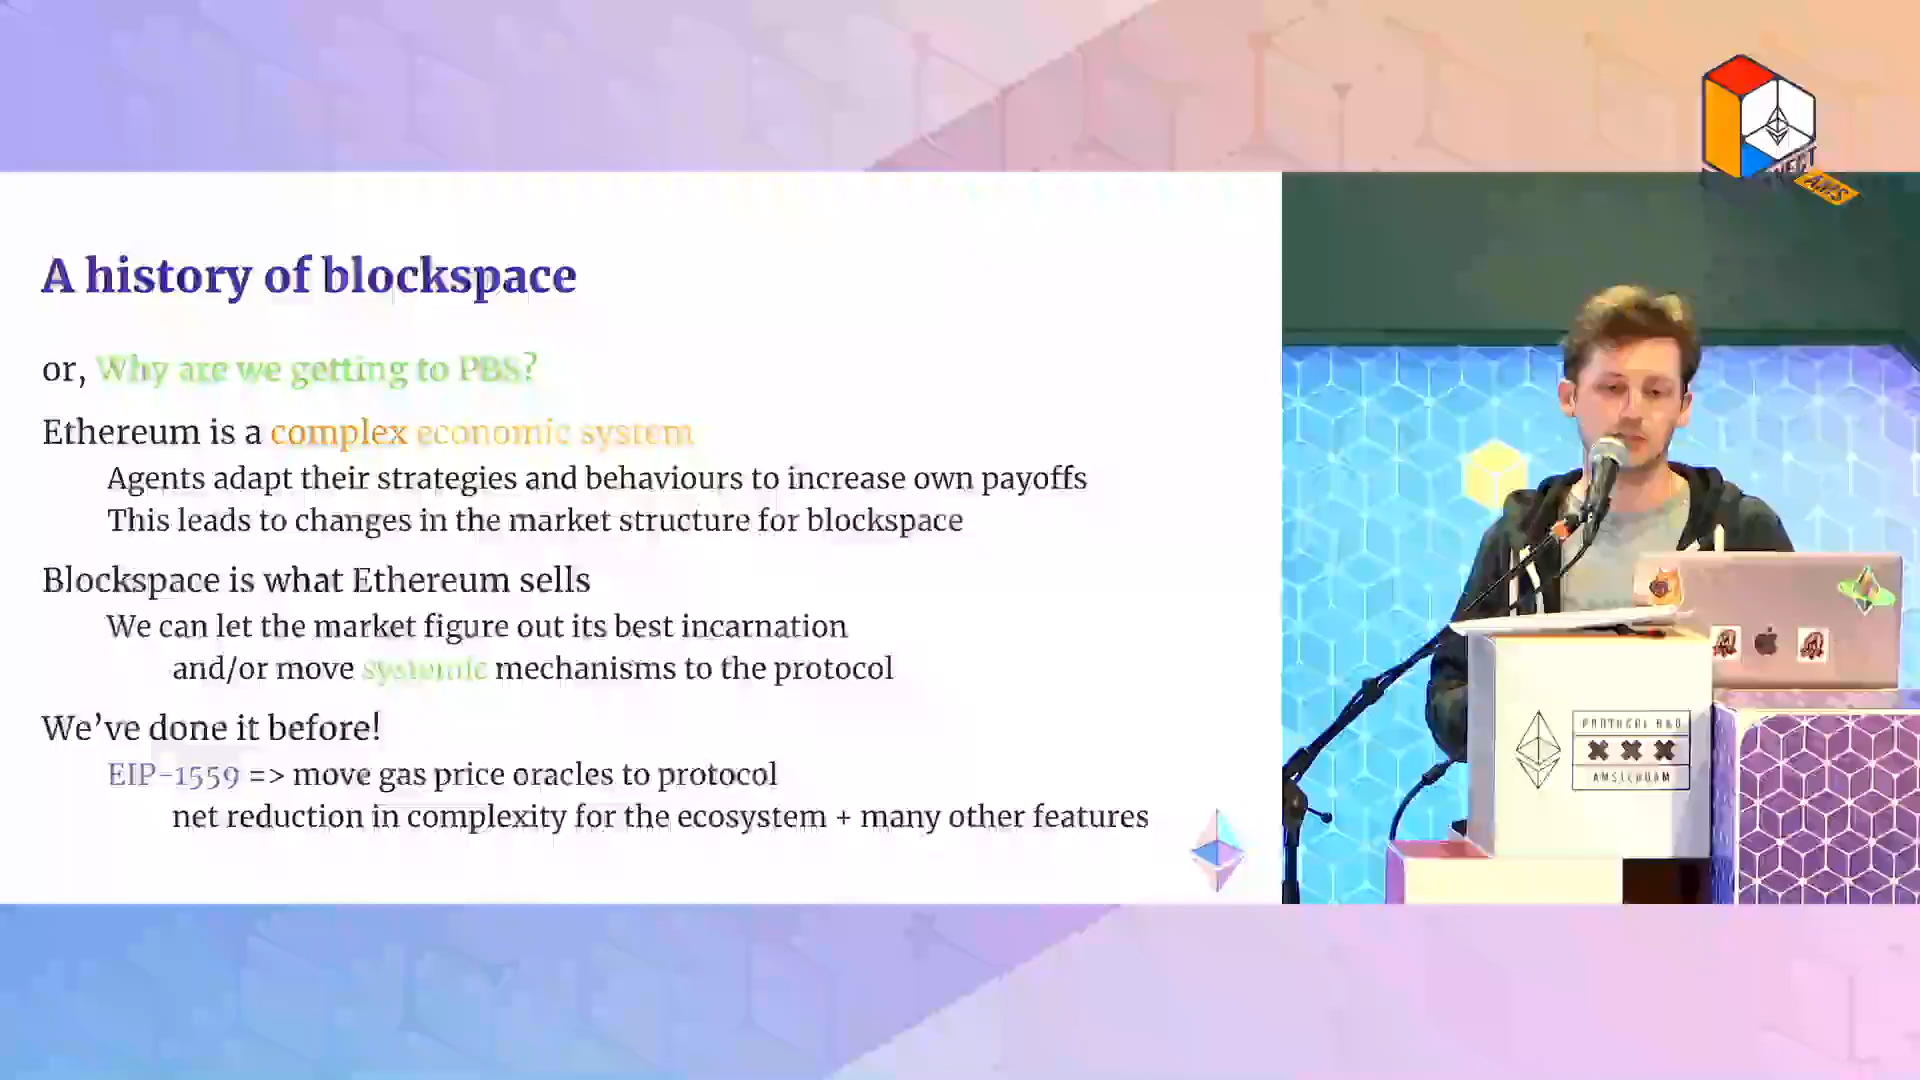 A history of blockspace
or, Why are we getting to PBS?
Ethereum is a complex economic system
Agents adapt their strategies and behaviours to increase own payoffs
This leads to changes in the market structure for blockspace
Blockspace is what Ethereum sells
We can let the market figure out its best incarnation
and/or move systemic mechanisms to the protocol
We've done it before!
EIP-1559 => move gas price oracles to protocol
net reduction in complexity for the ecosystem + many other features
AMS
PROTOCOL R&D
AMSTERDAM